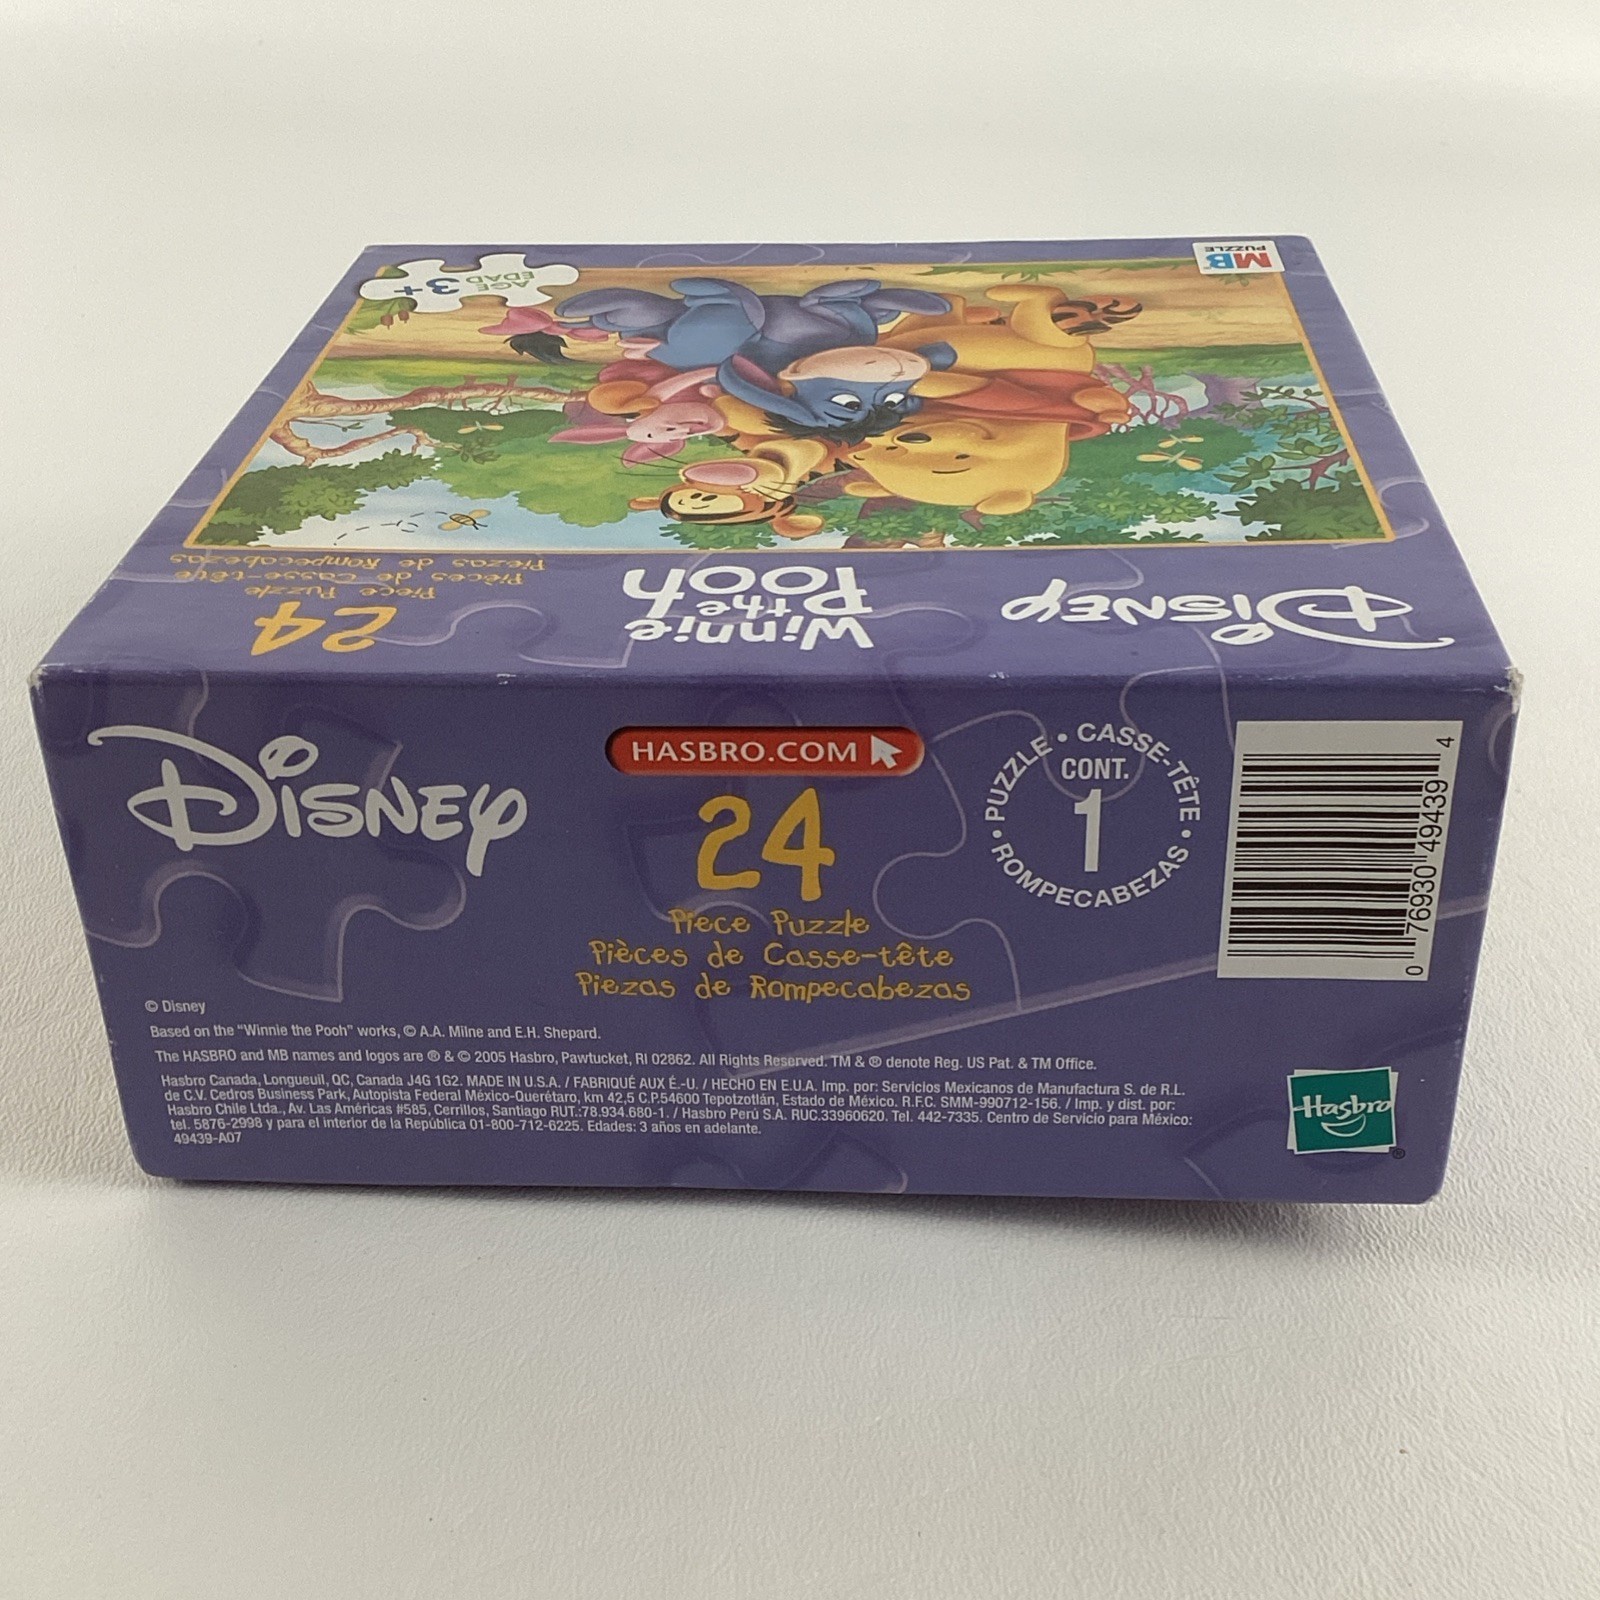 MB
PUZZLE
AGE
EDAD
3+
DISNEY
Winnie
the
Pooh
24
Piece Puzzle
Pièces de Casse-tête
Piezas de Rompecabezas
DISNEY
HASBRO.COM
24
Piece Puzzle
Pièces de Casse-tête
Piezas de Rompecabezas
PUZZLE • CASSE-TÊTE • ROMPECABEZAS •
CONT.
1
0 76930 49439 4
© Disney
Based on the "Winnie the Pooh" works, © A.A. Milne and E.H. Shepard.
The HASBRO and MB names and logos are ® & © 2005 Hasbro, Pawtucket, RI 02862. All Rights Reserved. TM & ® denote Reg. US Pat. & TM Office.
Hasbro Canada, Longueuil, QC, Canada J4G 1G2. MADE IN U.S.A. / FABRIQUÉ AUX É.-U. / HECHO EN E.U.A. Imp. por: Servicios Mexicanos de Manufactura S. de R.L.
de C.V. Cedros Business Park, Autopista Federal México-Querétaro, km 42,5 C.P.54600 Tepotzotlán, Estado de México. R.F.C. SMM-990712-156. / Imp. y dist. por:
Hasbro Chile Ltda., Av. Las Américas #585, Cerrillos, Santiago RUT.:78.934.680-1. / Hasbro Perú S.A. RUC.33960620. Tel. 442-7335. Centro de Servicio para México:
tel. 5876-2998 y para el interior de la República 01-800-712-6225. Edades: 3 años en adelante.
49439-A07
Hasbro
®